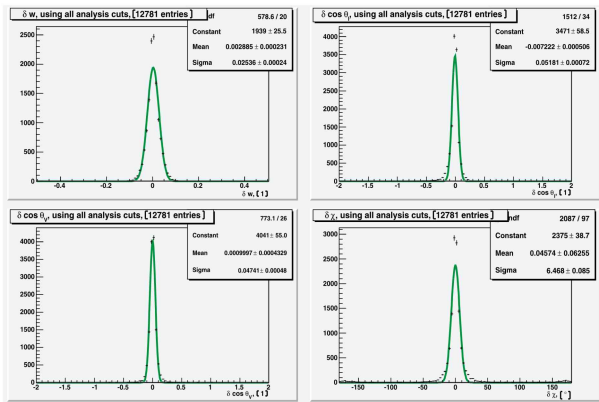 δ w, using all analysis cuts, [12781 entries]
ndf 578.6 / 20
Constant 1939 ± 25.5
Mean 0.002885 ± 0.000231
Sigma 0.02536 ± 0.00024
2500
2000
1500
1000
500
0
-0.4 -0.2 0 0.2 0.4
δ w, [1]
δ cos θl, using all analysis cuts, [12781 entries]
1512 / 34
Constant 3471 ± 58.5
Mean -0.007222 ± 0.000506
Sigma 0.05181 ± 0.00072
4000
3500
3000
2500
2000
1500
1000
500
0
-2 -1.5 -1 -0.5 0 0.5 1 1.5 2
δ cos θl, [1]
δ cos θv, using all analysis cuts, [12781 entries]
773.1 / 26
Constant 4041 ± 55.0
Mean 0.0009997 ± 0.0004329
Sigma 0.04741 ± 0.00048
4000
3500
3000
2500
2000
1500
1000
500
0
-2 -1.5 -1 -0.5 0 0.5 1 1.5 2
δ cos θv, [1]
δ χ, using all analysis cuts, [12781 entries]
ndf 2087 / 97
Constant 2375 ± 38.7
Mean 0.04574 ± 0.06255
Sigma 6.468 ± 0.085
3000
2500
2000
1500
1000
500
0
-150 -100 -50 0 50 100 150
δ χ, [°]